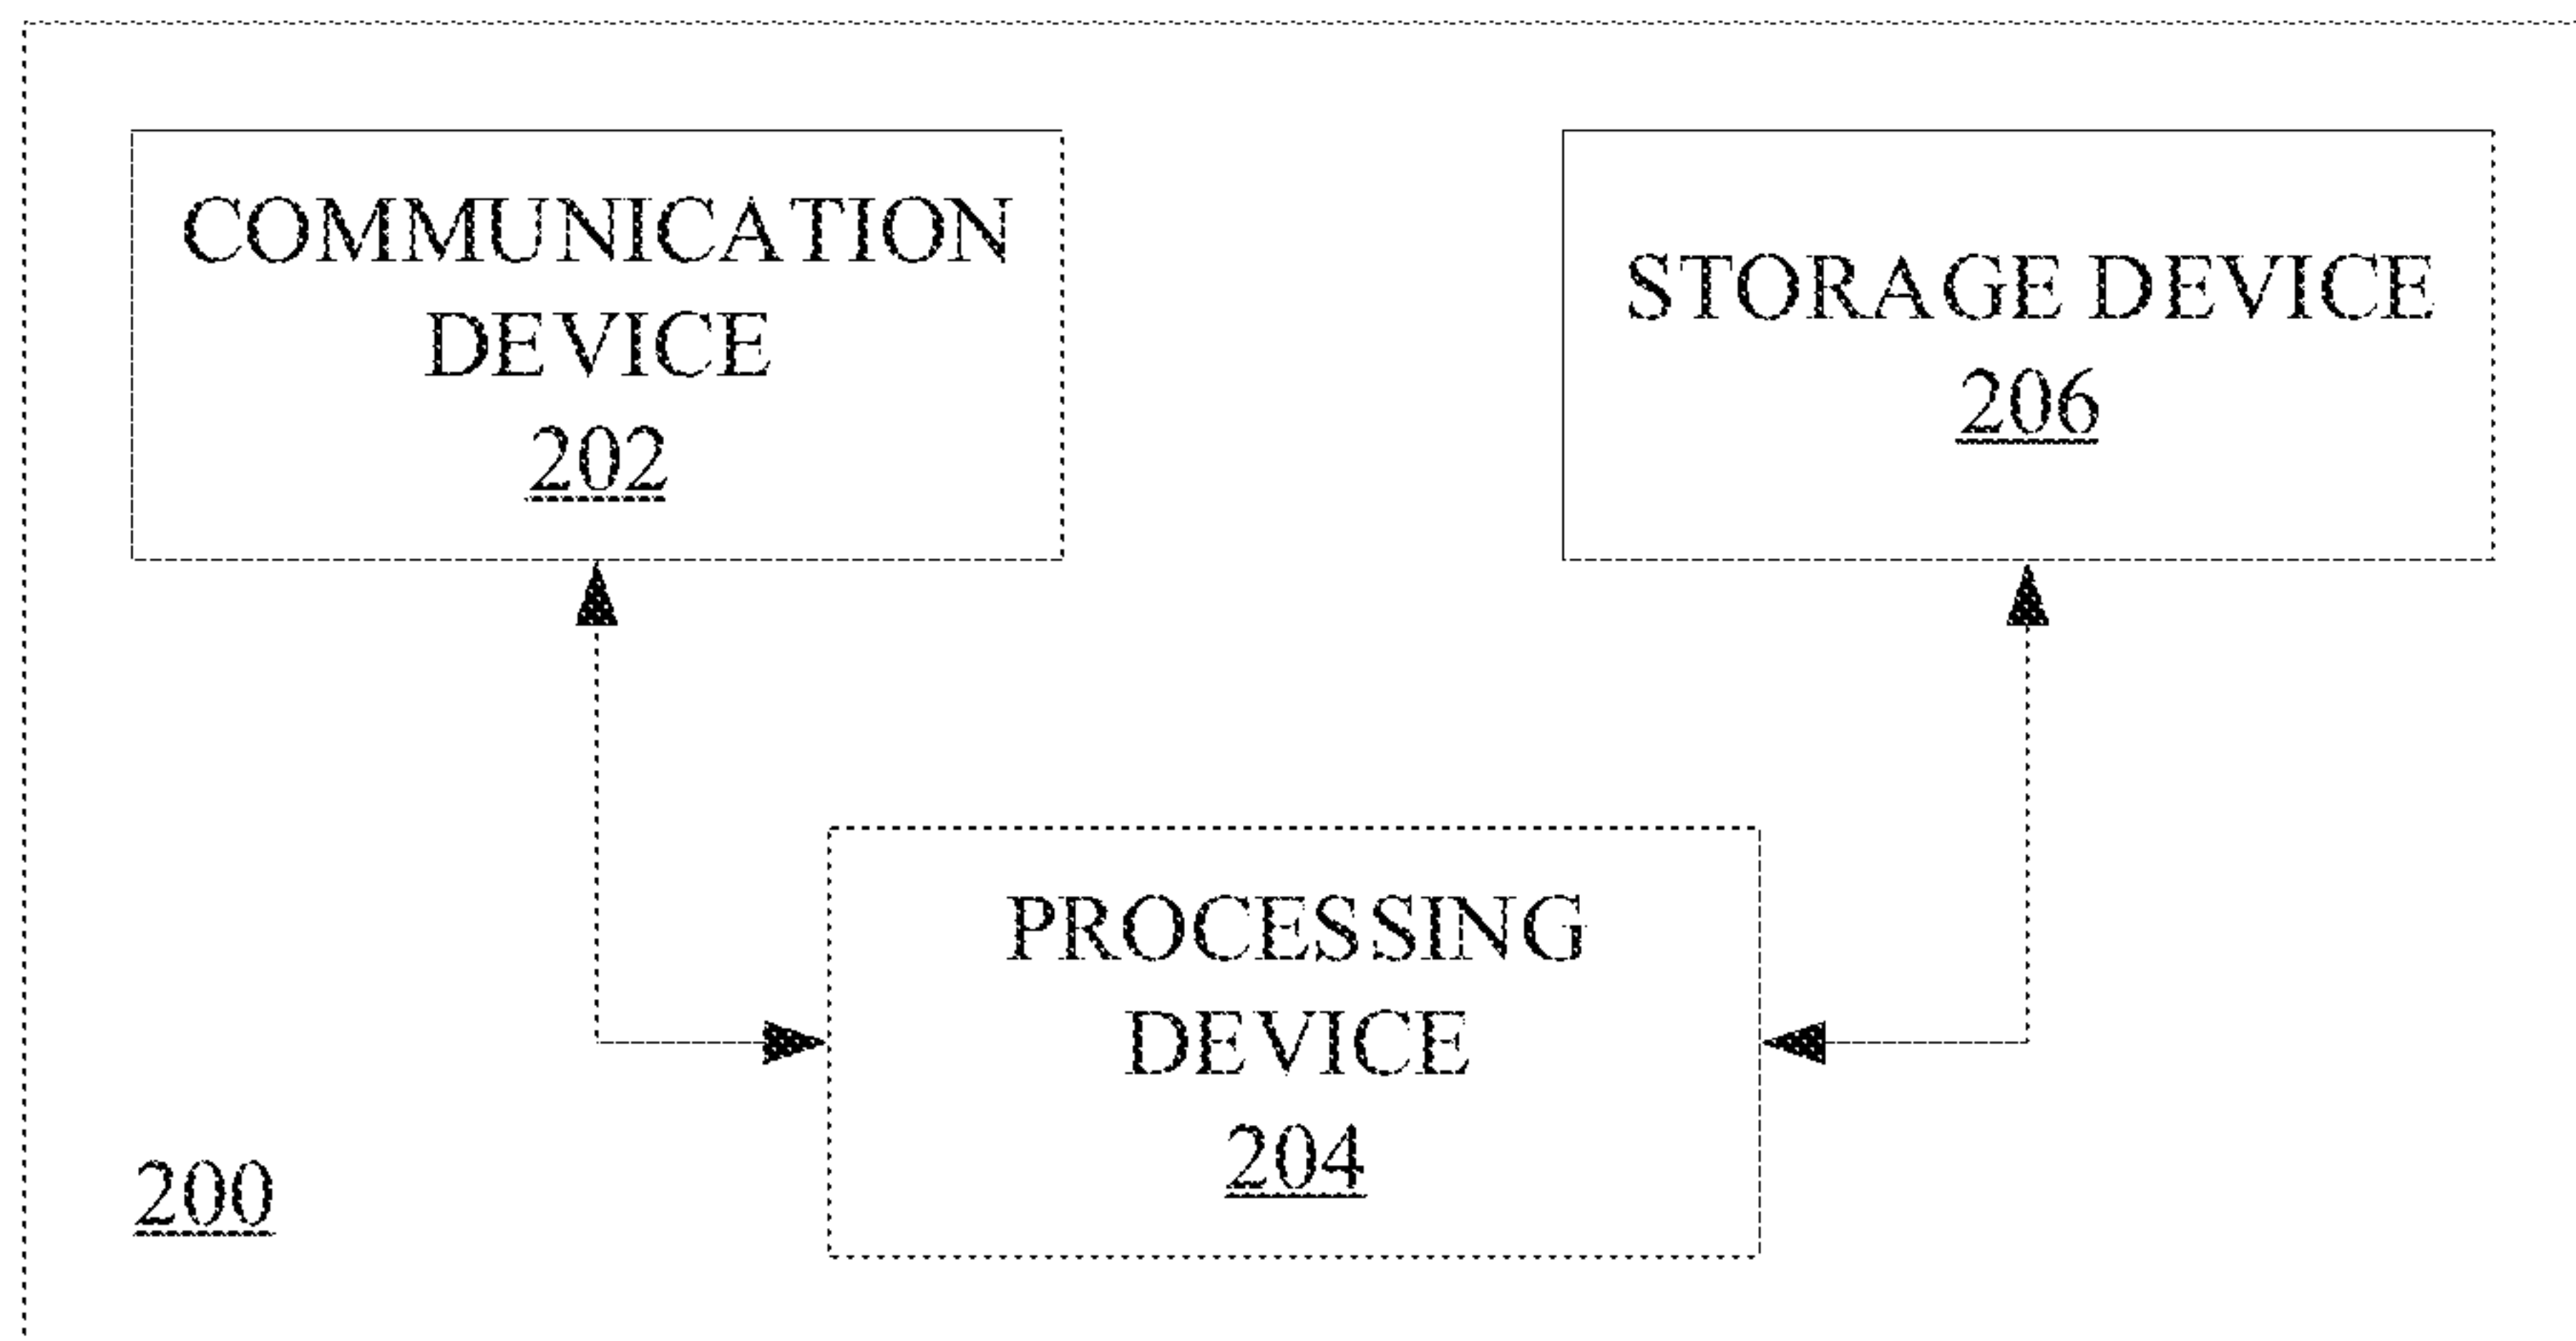 COMMUNICATION
DEVICE
202
STORAGE DEVICE
206
PROCESSING
DEVICE
204
200